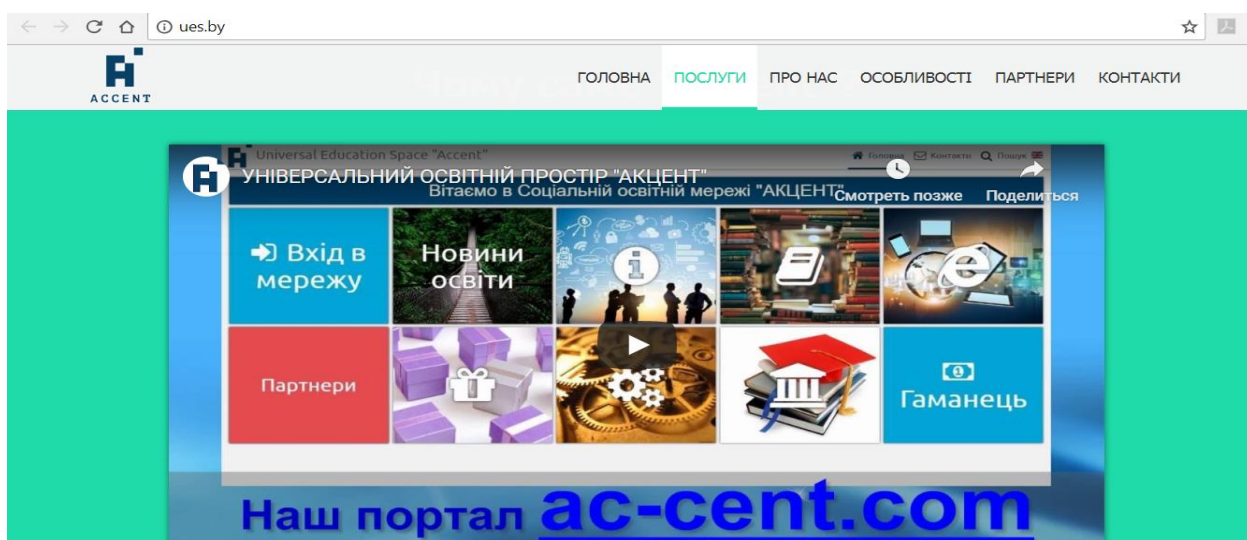 ues.by
ACCENT
ГОЛОВНА ПОСЛУГИ ПРО НАС ОСОБЛИВОСТІ ПАРТНЕРИ КОНТАКТИ
Universal Education Space "Accent"
Головна Контакти Пошук
УНІВЕРСАЛЬНИЙ ОСВІТНІЙ ПРОСТІР "АКЦЕНТ"
Вітаємо в Соціальній освітній мережі "АКЦЕНТ"
Смотреть позже Поделиться
Вхід в
мережу
Новини
освіти
Партнери
Гаманець
Наш портал ac-cent.com